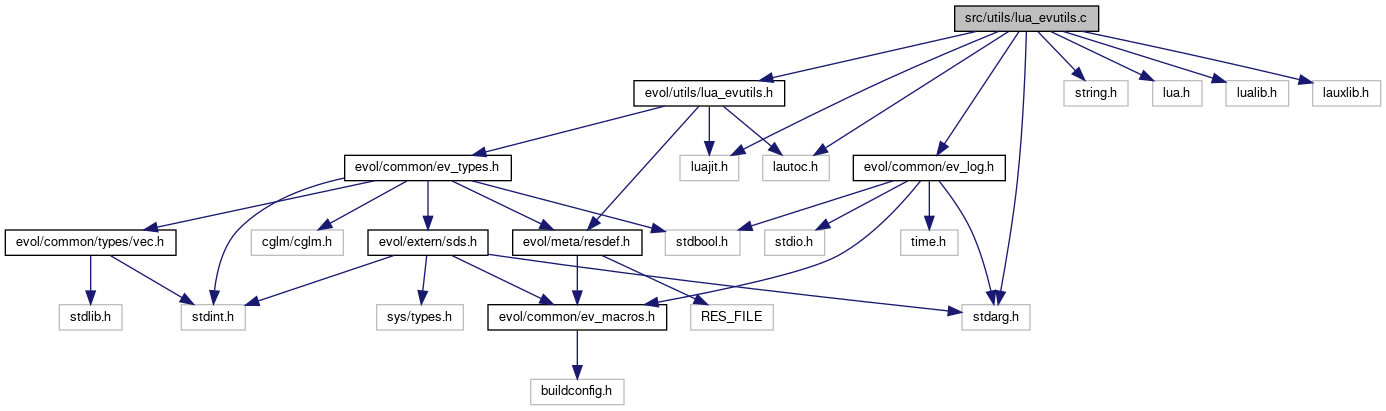 src/utils/lua_evutils.c
evol/utils/lua_evutils.h
string.h
lua.h
lualib.h
lauxlib.h
evol/common/ev_types.h
luajit.h
lautoc.h
evol/common/ev_log.h
evol/common/types/vec.h
cglm/cglm.h
evol/extern/sds.h
evol/meta/resdef.h
stdbool.h
stdio.h
time.h
stdlib.h
stdint.h
sys/types.h
evol/common/ev_macros.h
RES_FILE
stdarg.h
buildconfig.h